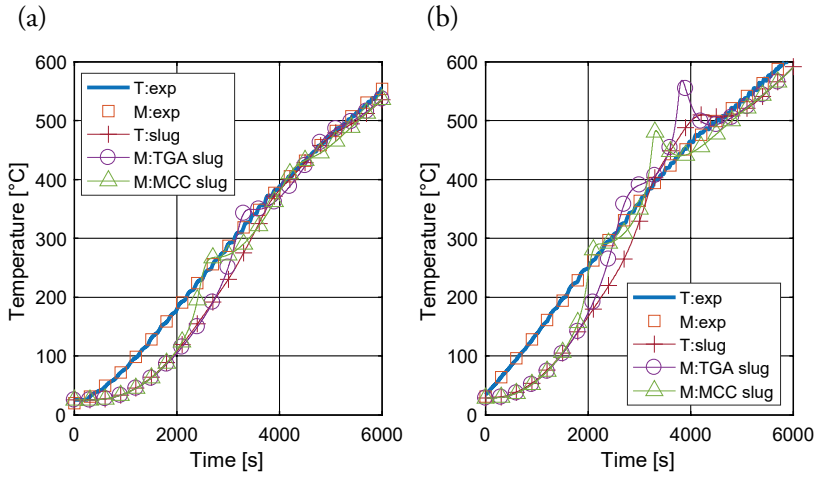 (a)
600
500
400
300
200
100
0
Temperature [°C]
T:exp
M:exp
T:slug
M:TGA slug
M:MCC slug
0
2000
4000
6000
Time [s]
(b)
600
500
400
300
200
100
0
Temperature [°C]
T:exp
M:exp
T:slug
M:TGA slug
M:MCC slug
0
2000
4000
6000
Time [s]